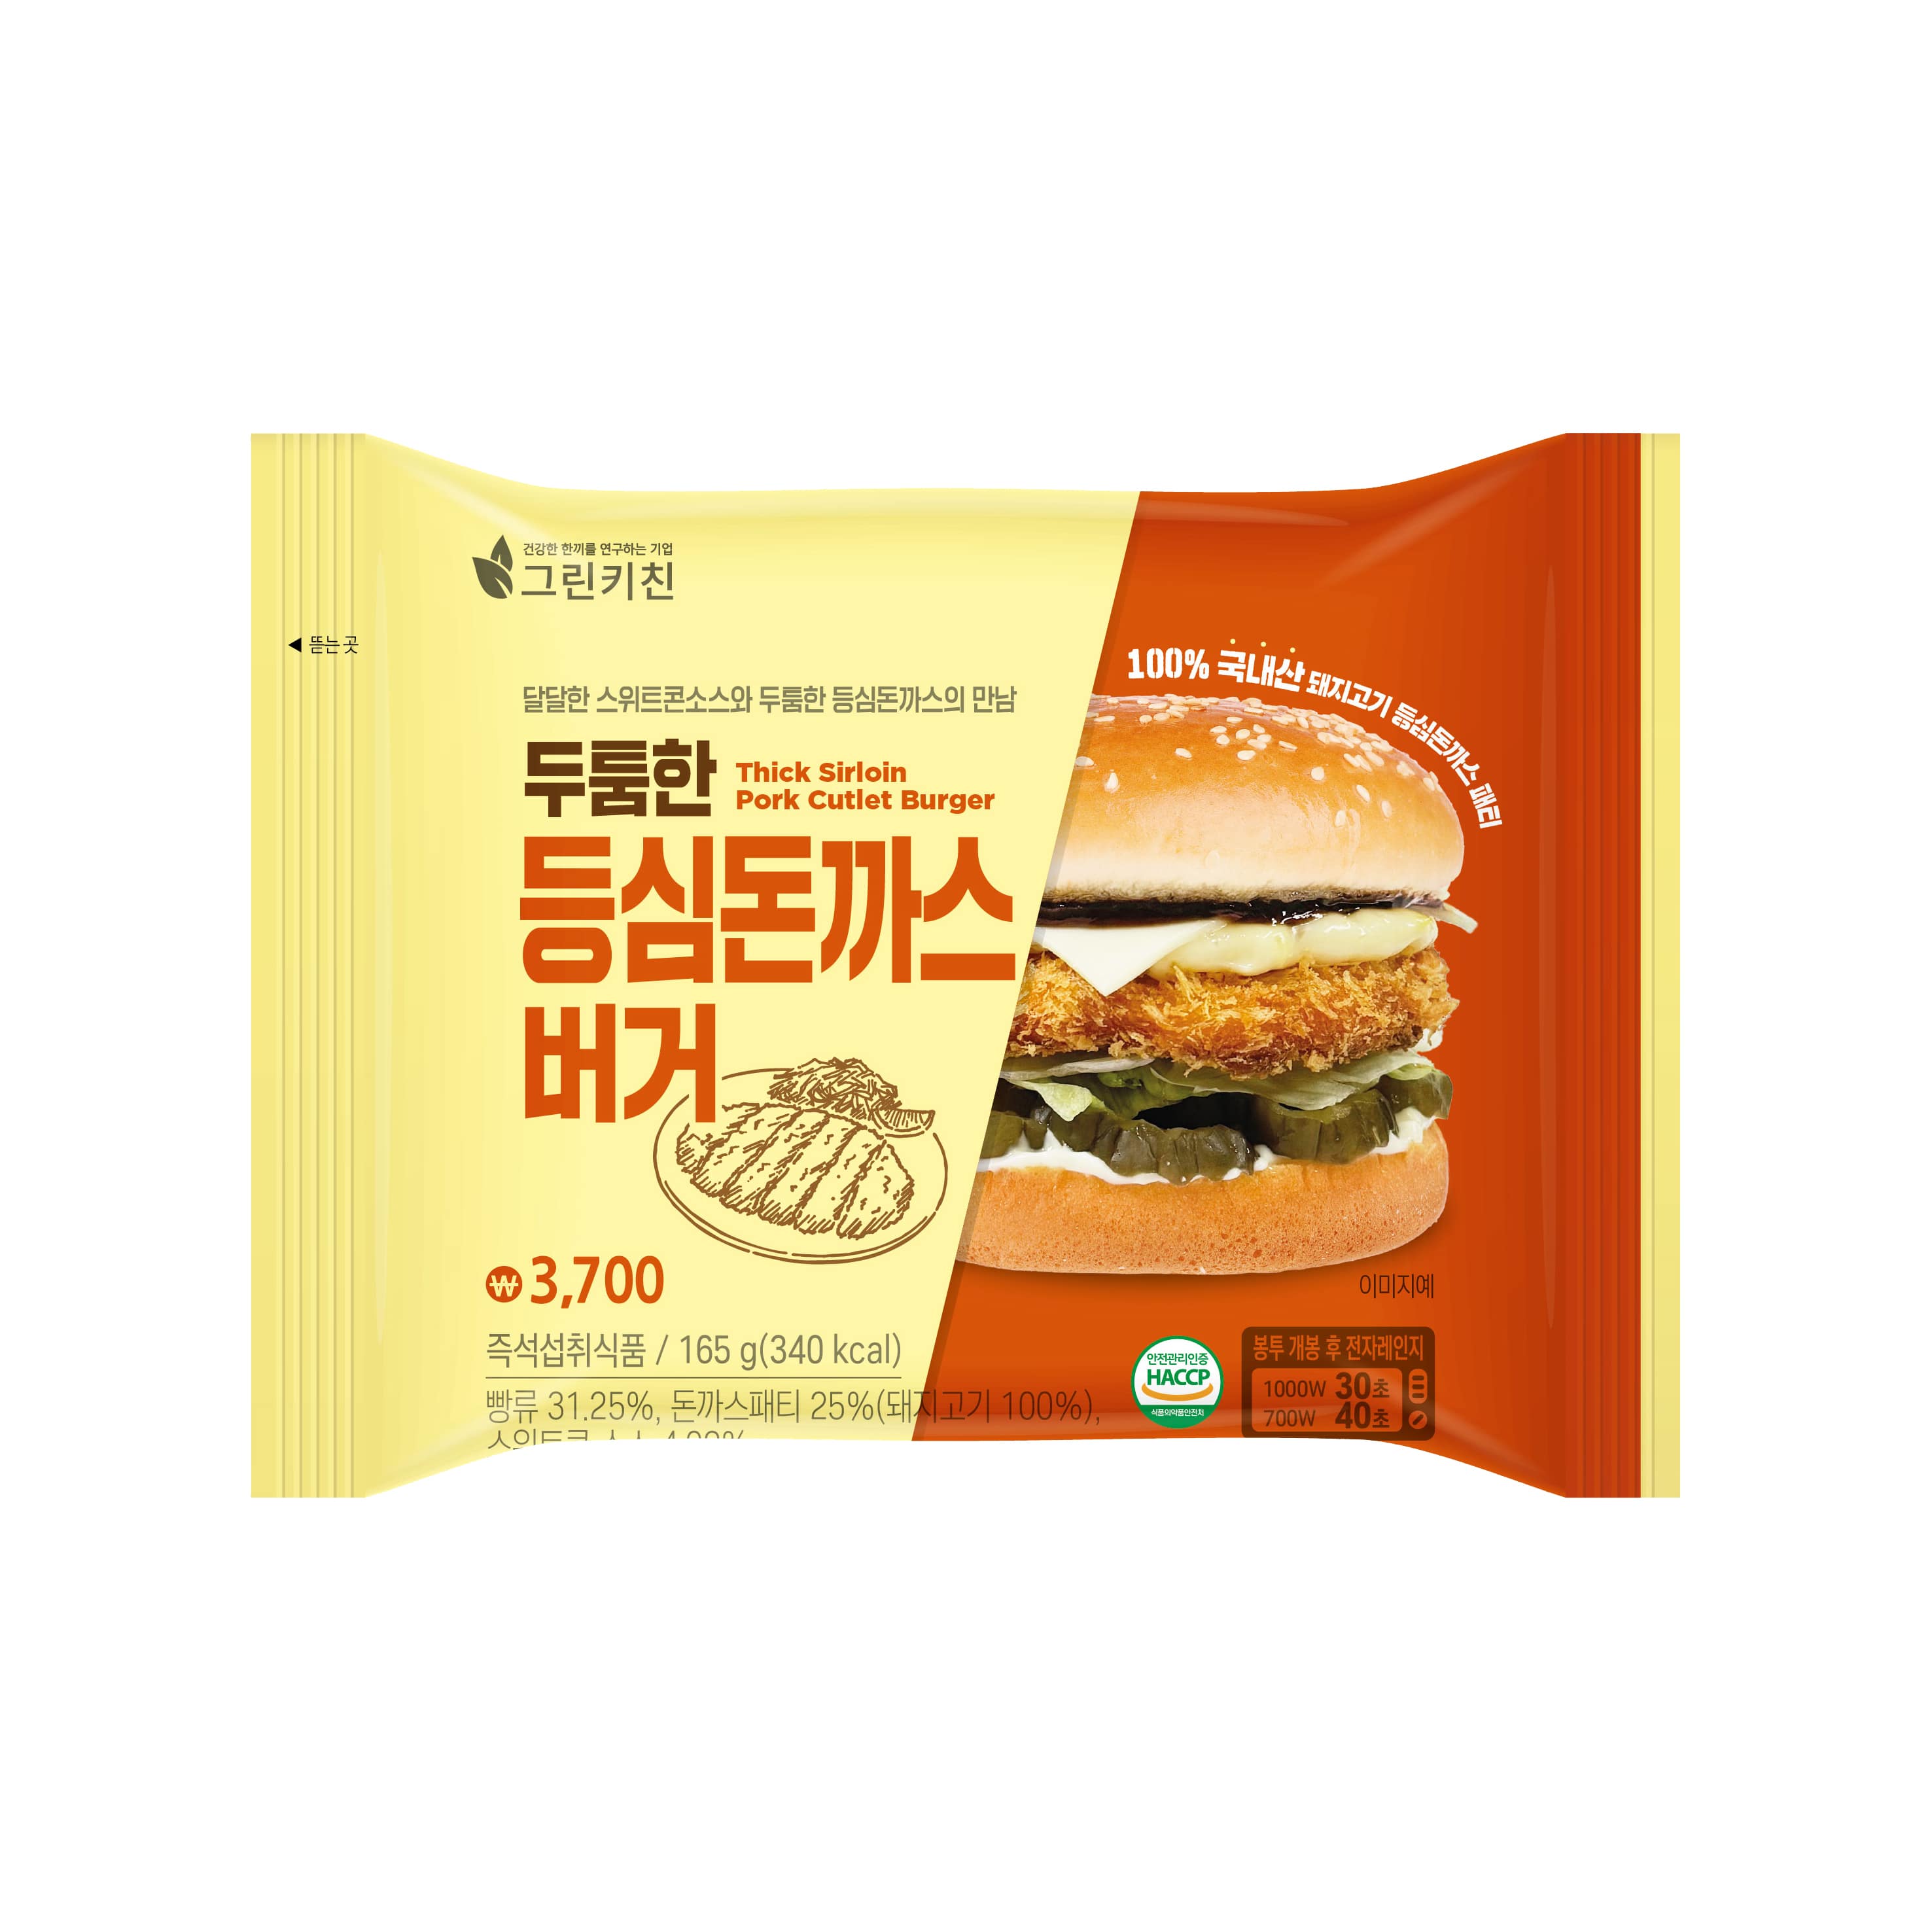 건강한 한끼를 연구하는 기업
그린키친
◀ 뜯는 곳
달달한 스위트콘소스와 두툼한 등심돈까스의 만남
두툼한
Thick Sirloin
Pork Cutlet Burger
등심돈까스
버거
100% 국내산 돼지고기 등심돈까스 패티
₩3,700
즉석섭취식품 / 165 g(340 kcal)
빵류 31.25%, 돈까스패티 25%(돼지고기 100%),
이미지예
안전관리인증
HACCP
식품의약품안전처
봉투 개봉 후 전자레인지
1000W 30초
700W 40초